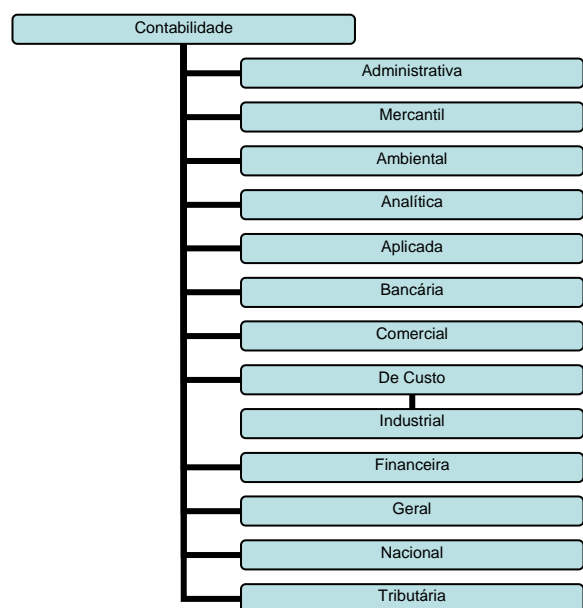 Contabilidade
Administrativa
Mercantil
Ambiental
Analítica
Aplicada
Bancária
Comercial
De Custo
Industrial
Financeira
Geral
Nacional
Tributária